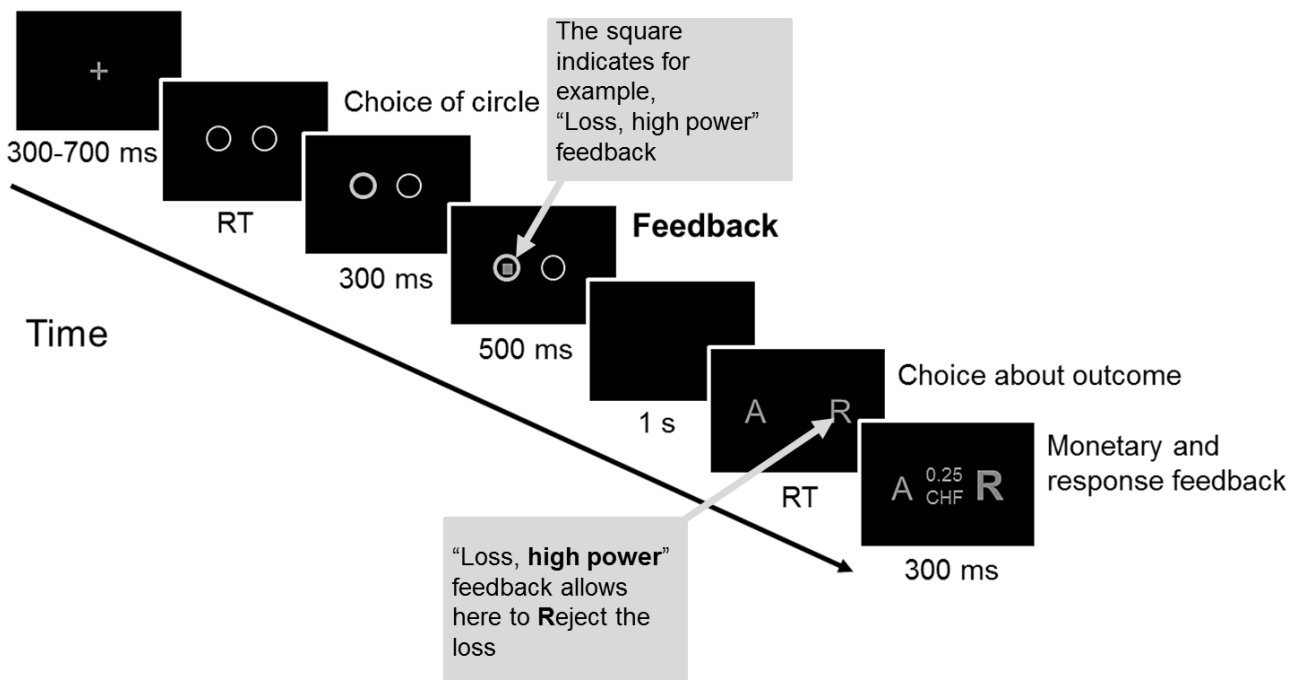 +
300-700 ms
Choice of circle
RT
The square
indicates for
example,
“Loss, high power”
feedback
300 ms
Feedback
500 ms
Time
1 s
Choice about outcome
A R
RT
Monetary and
response feedback
A 0.25 R
CHF
300 ms
“Loss, high power”
feedback allows
here to Reject the
loss